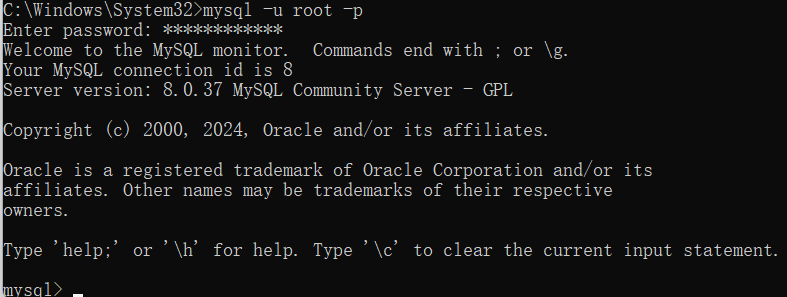 C:\Windows\System32>mysql -u root -p
Enter password: ************
Welcome to the MySQL monitor.  Commands end with ; or \g.
Your MySQL connection id is 8
Server version: 8.0.37 MySQL Community Server - GPL
Copyright (c) 2000, 2024, Oracle and/or its affiliates.
Oracle is a registered trademark of Oracle Corporation and/or its
affiliates. Other names may be trademarks of their respective
owners.
Type 'help;' or '\h' for help. Type '\c' to clear the current input statement.
mysql>